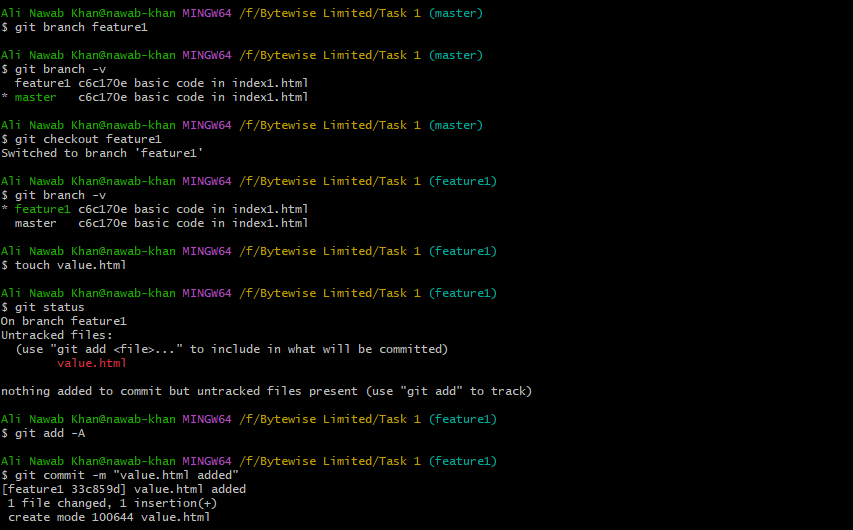 Ali Nawab Khan@nawab-khan MINGW64 /f/Bytewise Limited/Task 1 (master)
$ git branch feature1
Ali Nawab Khan@nawab-khan MINGW64 /f/Bytewise Limited/Task 1 (master)
$ git branch -v
  feature1 c6c170e basic code in index1.html
* master   c6c170e basic code in index1.html
Ali Nawab Khan@nawab-khan MINGW64 /f/Bytewise Limited/Task 1 (master)
$ git checkout feature1
Switched to branch 'feature1'
Ali Nawab Khan@nawab-khan MINGW64 /f/Bytewise Limited/Task 1 (feature1)
$ git branch -v
* feature1 c6c170e basic code in index1.html
  master   c6c170e basic code in index1.html
Ali Nawab Khan@nawab-khan MINGW64 /f/Bytewise Limited/Task 1 (feature1)
$ touch value.html
Ali Nawab Khan@nawab-khan MINGW64 /f/Bytewise Limited/Task 1 (feature1)
$ git status
On branch feature1
Untracked files:
  (use "git add <file>..." to include in what will be committed)
        value.html
nothing added to commit but untracked files present (use "git add" to track)
Ali Nawab Khan@nawab-khan MINGW64 /f/Bytewise Limited/Task 1 (feature1)
$ git add -A
Ali Nawab Khan@nawab-khan MINGW64 /f/Bytewise Limited/Task 1 (feature1)
$ git commit -m "value.html added"
[feature1 33c859d] value.html added
 1 file changed, 1 insertion(+)
 create mode 100644 value.html